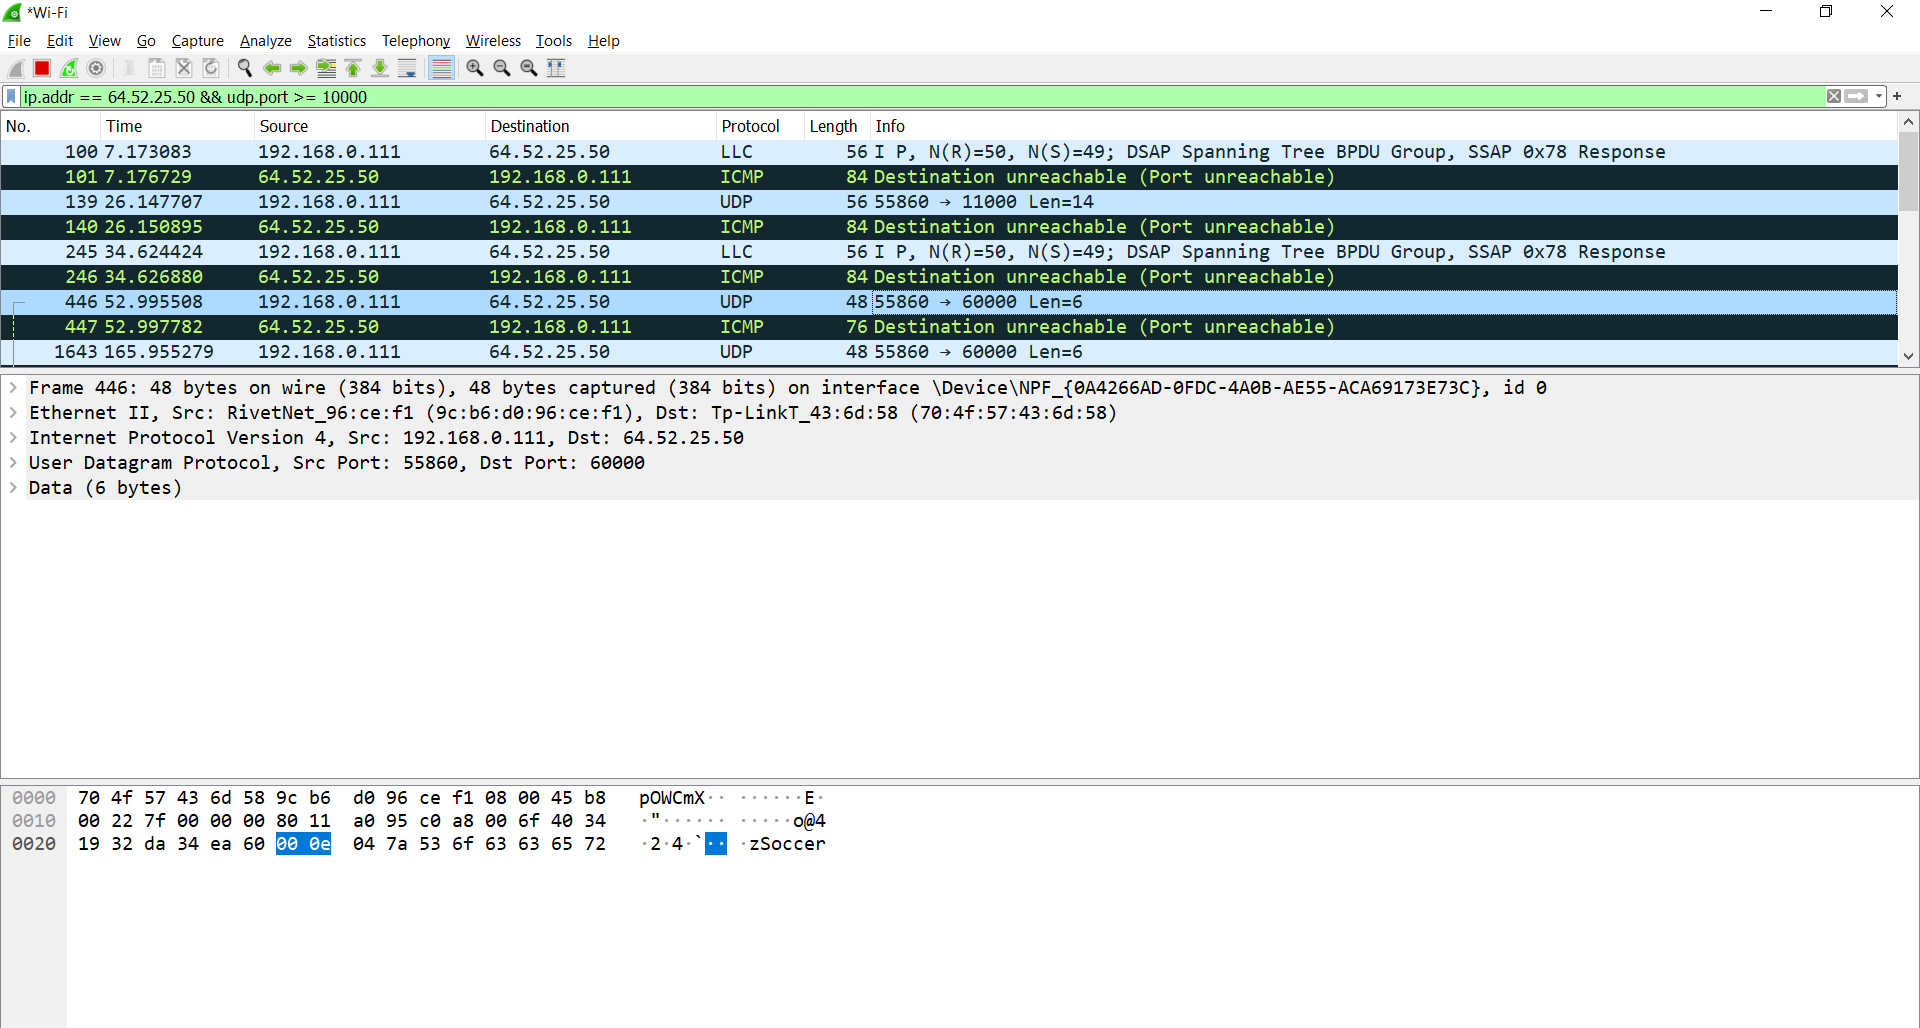 *Wi-Fi
File Edit View Go Capture Analyze Statistics Telephony Wireless Tools Help
ip.addr == 64.52.25.50 && udp.port >= 10000
No. Time Source Destination Protocol Length Info
100 7.173083 192.168.0.111 64.52.25.50 LLC 56 I P, N(R)=50, N(S)=49; DSAP Spanning Tree BPDU Group, SSAP 0x78 Response
101 7.176729 64.52.25.50 192.168.0.111 ICMP 84 Destination unreachable (Port unreachable)
139 26.147707 192.168.0.111 64.52.25.50 UDP 56 55860 → 11000 Len=14
140 26.150895 64.52.25.50 192.168.0.111 ICMP 84 Destination unreachable (Port unreachable)
245 34.624424 192.168.0.111 64.52.25.50 LLC 56 I P, N(R)=50, N(S)=49; DSAP Spanning Tree BPDU Group, SSAP 0x78 Response
246 34.626880 64.52.25.50 192.168.0.111 ICMP 84 Destination unreachable (Port unreachable)
446 52.995508 192.168.0.111 64.52.25.50 UDP 48 55860 → 60000 Len=6
447 52.997782 64.52.25.50 192.168.0.111 ICMP 76 Destination unreachable (Port unreachable)
1643 165.955279 192.168.0.111 64.52.25.50 UDP 48 55860 → 60000 Len=6
Frame 446: 48 bytes on wire (384 bits), 48 bytes captured (384 bits) on interface \Device\NPF_{0A4266AD-0FDC-4A0B-AE55-ACA69173E73C}, id 0
Ethernet II, Src: RivetNet_96:ce:f1 (9c:b6:d0:96:ce:f1), Dst: Tp-LinkT_43:6d:58 (70:4f:57:43:6d:58)
Internet Protocol Version 4, Src: 192.168.0.111, Dst: 64.52.25.50
User Datagram Protocol, Src Port: 55860, Dst Port: 60000
Data (6 bytes)
0000 70 4f 57 43 6d 58 9c b6 d0 96 ce f1 08 00 45 b8 pOWCmX·· ······E·
0010 00 22 7f 00 00 00 80 11 a0 95 c0 a8 00 6f 40 34 ·"······ ·····o@4
0020 19 32 da 34 ea 60 00 0e 04 7a 53 6f 63 63 65 72 ·2·4·`·· ·zSoccer